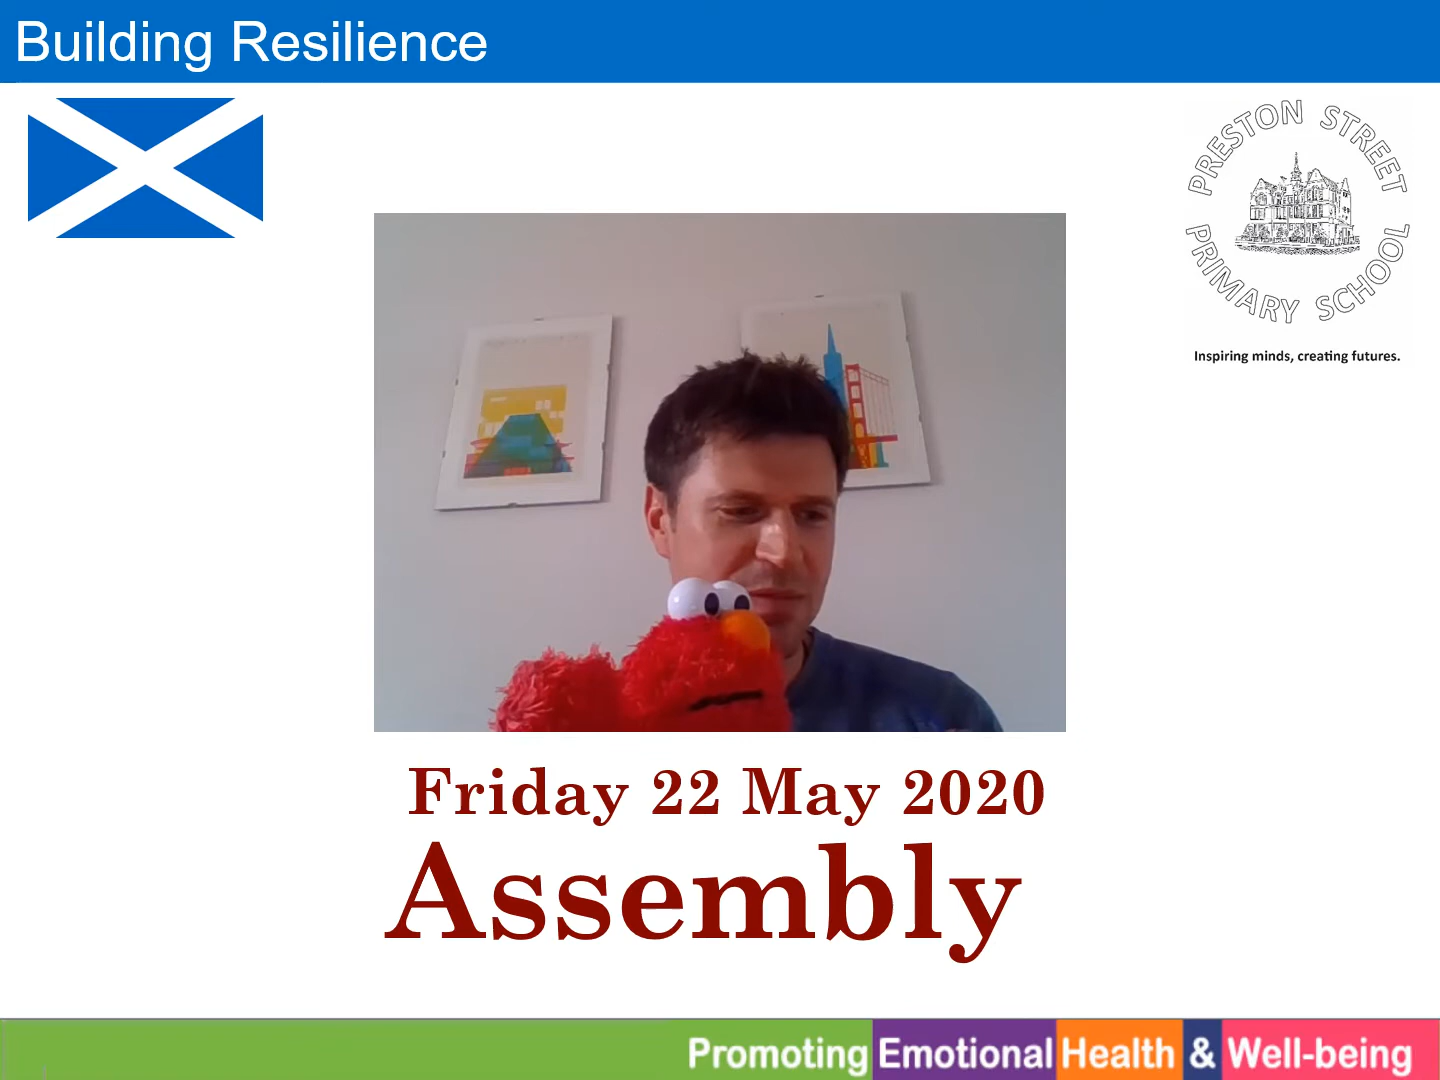 Building Resilience
PRESTON STREET
PRIMARY SCHOOL
Inspiring minds, creating futures.
Friday 22 May 2020
Assembly
Promoting Emotional Health & Well-being